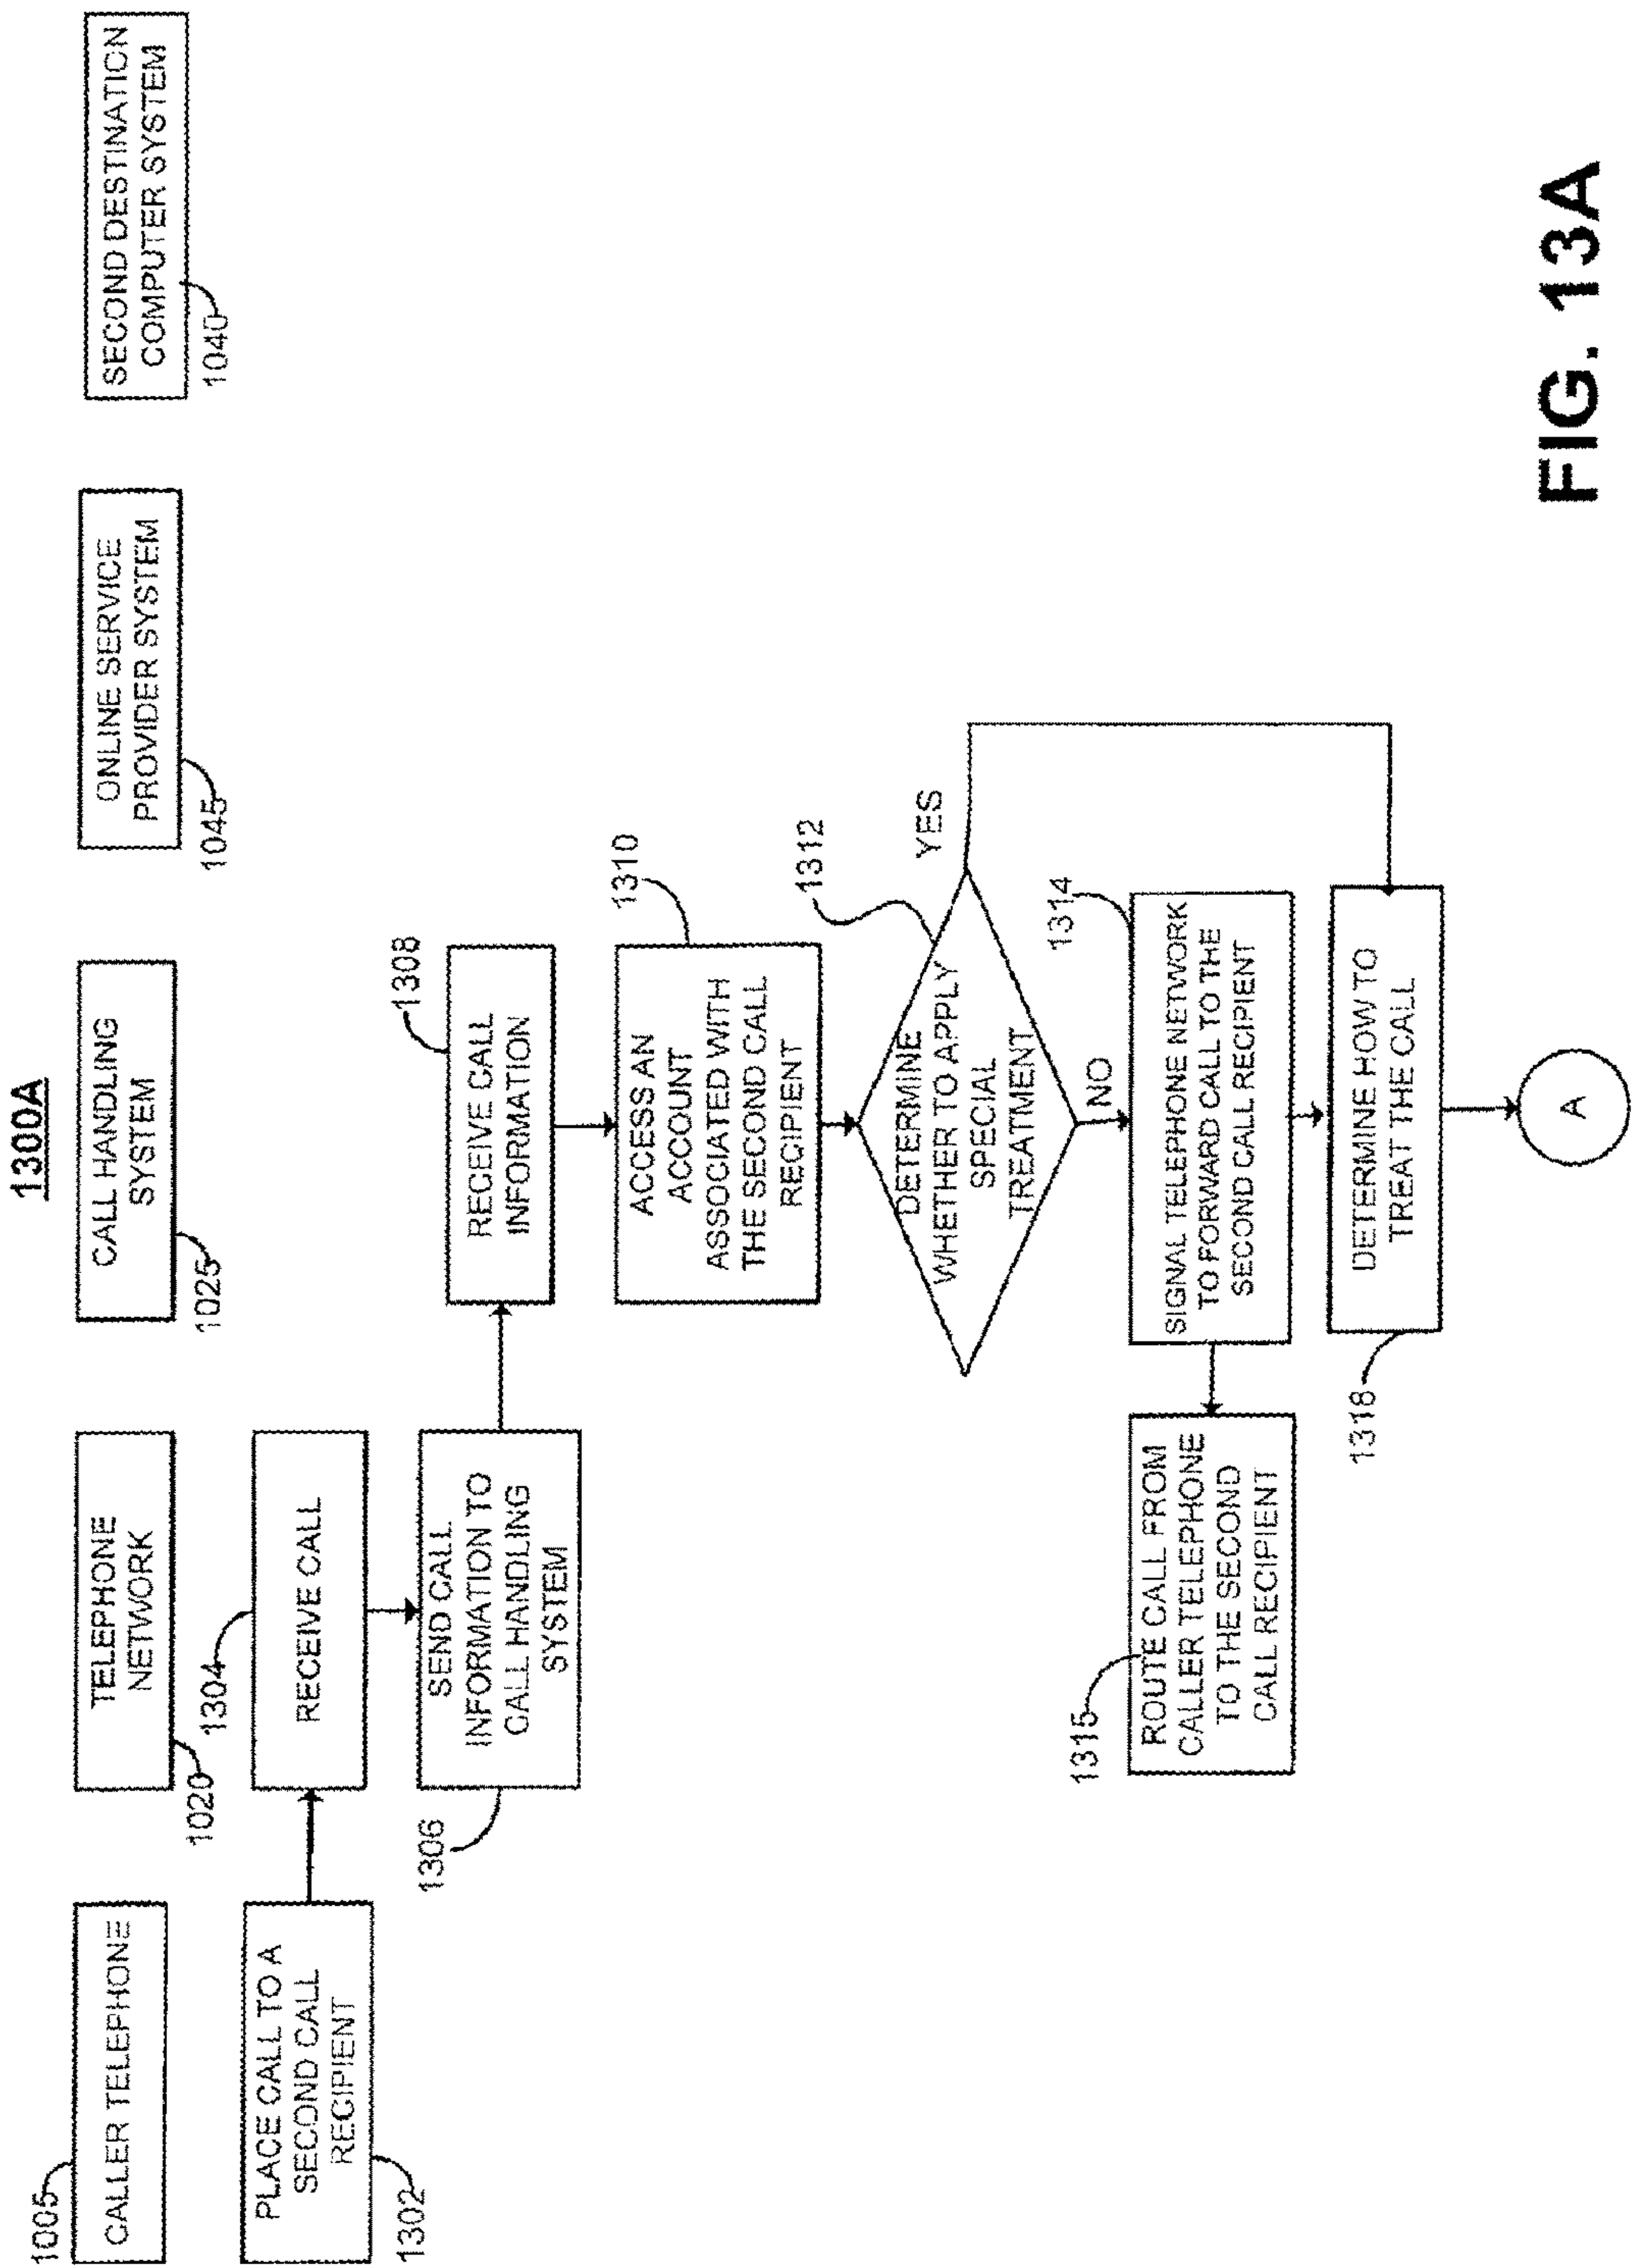 1300A
1005
CALLER TELEPHONE
TELEPHONE
NETWORK
1020
CALL HANDLING
SYSTEM
1025
ONLINE SERVICE
PROVIDER SYSTEM
1045
SECOND DESTINATION
COMPUTER SYSTEM
1040
PLACE CALL TO A
SECOND CALL
RECIPIENT
1302
1304
RECEIVE CALL
SEND CALL
INFORMATION TO
CALL HANDLING
SYSTEM
1306
1308
RECEIVE CALL
INFORMATION
1310
ACCESS AN
ACCOUNT
ASSOCIATED WITH
THE SECOND CALL
RECIPIENT
1312
DETERMINE
WHETHER TO APPLY
SPECIAL
TREATMENT
YES
NO
1314
SIGNAL TELEPHONE NETWORK
TO FORWARD CALL TO THE
SECOND CALL RECIPIENT
1315
ROUTE CALL FROM
CALLER TELEPHONE
TO THE SECOND
CALL RECIPIENT
DETERMINE HOW TO
TREAT THE CALL
1318
A
FIG. 13A